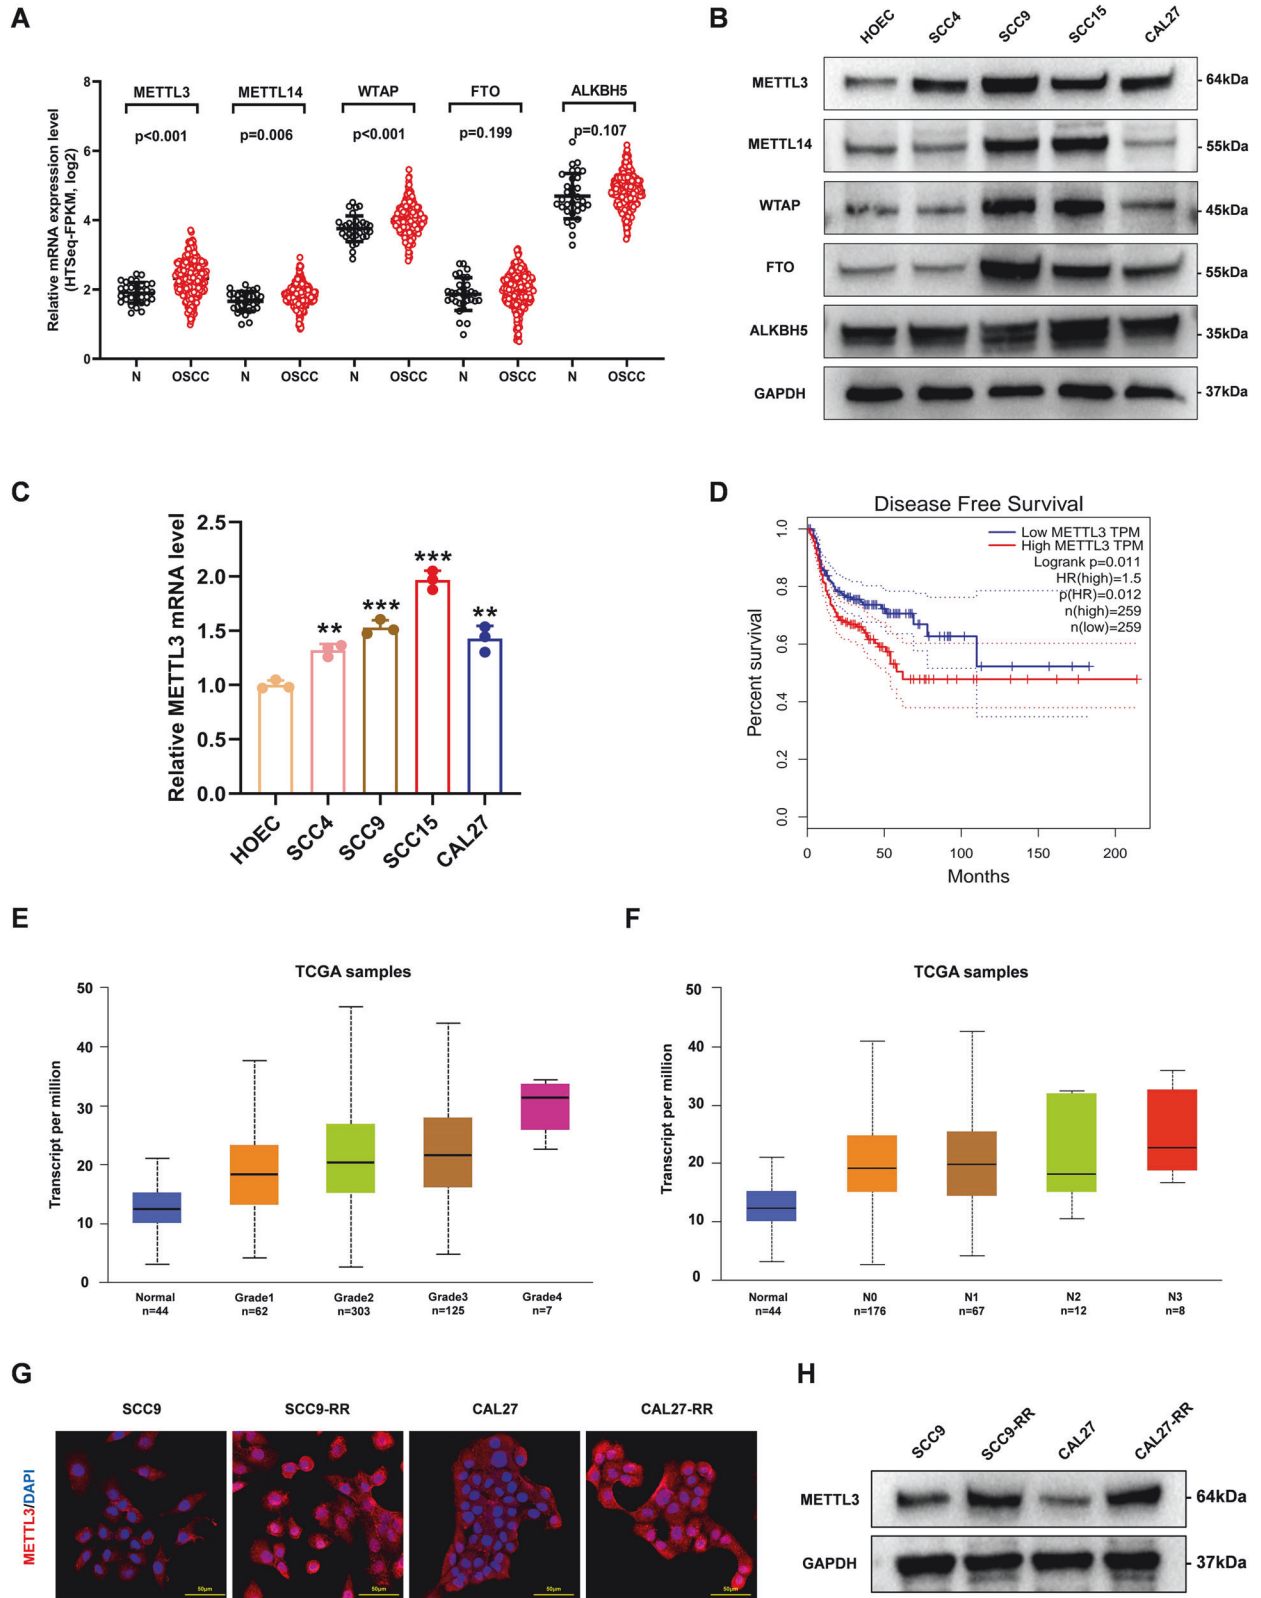 A
Relative mRNA expression level
(HTSeq-FPKM, log2)
8
6
4
2
0
METTL3
METTL14
WTAP
FTO
ALKBH5
p<0.001
p=0.006
p<0.001
p=0.199
p=0.107
N
OSCC
N
OSCC
N
OSCC
N
OSCC
N
OSCC
B
HOEC
SCC4
SCC9
SCC15
CAL27
METTL3
64kDa
METTL14
55kDa
WTAP
45kDa
FTO
55kDa
ALKBH5
35kDa
GAPDH
37kDa
C
Relative METTL3 mRNA level
2.5
2.0
1.5
1.0
0.5
0.0
**
***
***
**
HOEC
SCC4
SCC9
SCC15
CAL27
D
Disease Free Survival
Percent survival
1.0
0.8
0.6
0.4
0.2
0.0
Low METTL3 TPM
High METTL3 TPM
Logrank p=0.011
HR(high)=1.5
p(HR)=0.012
n(high)=259
n(low)=259
0
50
100
150
200
Months
E
TCGA samples
Transcript per million
50
40
30
20
10
0
Normal
n=44
Grade1
n=62
Grade2
n=303
Grade3
n=125
Grade4
n=7
F
TCGA samples
Transcript per million
50
40
30
20
10
0
Normal
n=44
N0
n=176
N1
n=67
N2
n=12
N3
n=8
G
METTL3/DAPI
SCC9
SCC9-RR
CAL27
CAL27-RR
50μm
50μm
50μm
50μm
H
SCC9
SCC9-RR
CAL27
CAL27-RR
METTL3
64kDa
GAPDH
37kDa